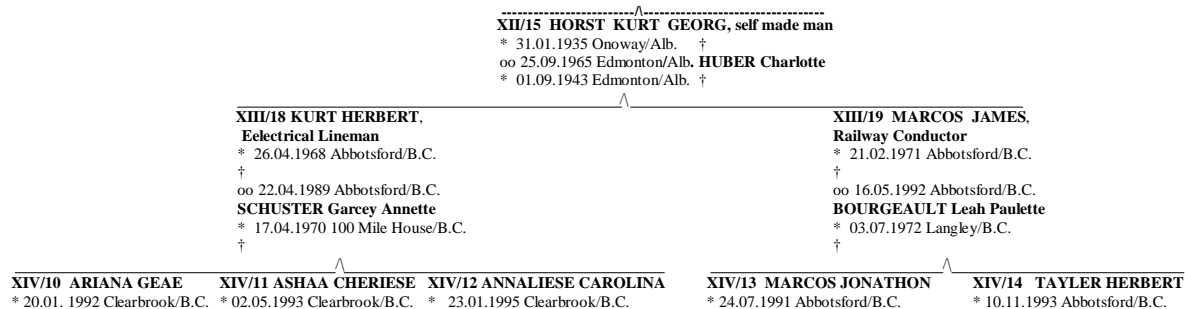 XII/15 HORST KURT GEORG, self made man
* 31.01.1935 Onoway/Alb. †
oo 25.09.1965 Edmonton/Alb. HUBER Charlotte
* 01.09.1943 Edmonton/Alb. †
XIII/18 KURT HERBERT,
Eelectrical Lineman
* 26.04.1968 Abbotsford/B.C.
†
oo 22.04.1989 Abbotsford/B.C.
SCHUSTER Garcey Annette
* 17.04.1970 100 Mile House/B.C.
†
XIII/19 MARCOS JAMES,
Railway Conductor
* 21.02.1971 Abbotsford/B.C.
†
oo 16.05.1992 Abbotsford/B.C.
BOURGEAULT Leah Paulette
* 03.07.1972 Langley/B.C.
†
XIV/10 ARIANA GEAE
* 20.01. 1992 Clearbrook/B.C.
XIV/11 ASHAA CHERIESE
* 02.05.1993 Clearbrook/B.C.
XIV/12 ANNALIESE CAROLINA
* 23.01.1995 Clearbrook/B.C.
XIV/13 MARCOS JONATHON
* 24.07.1991 Abbotsford/B.C.
XIV/14 TAYLER HERBERT
* 10.11.1993 Abbotsford/B.C.